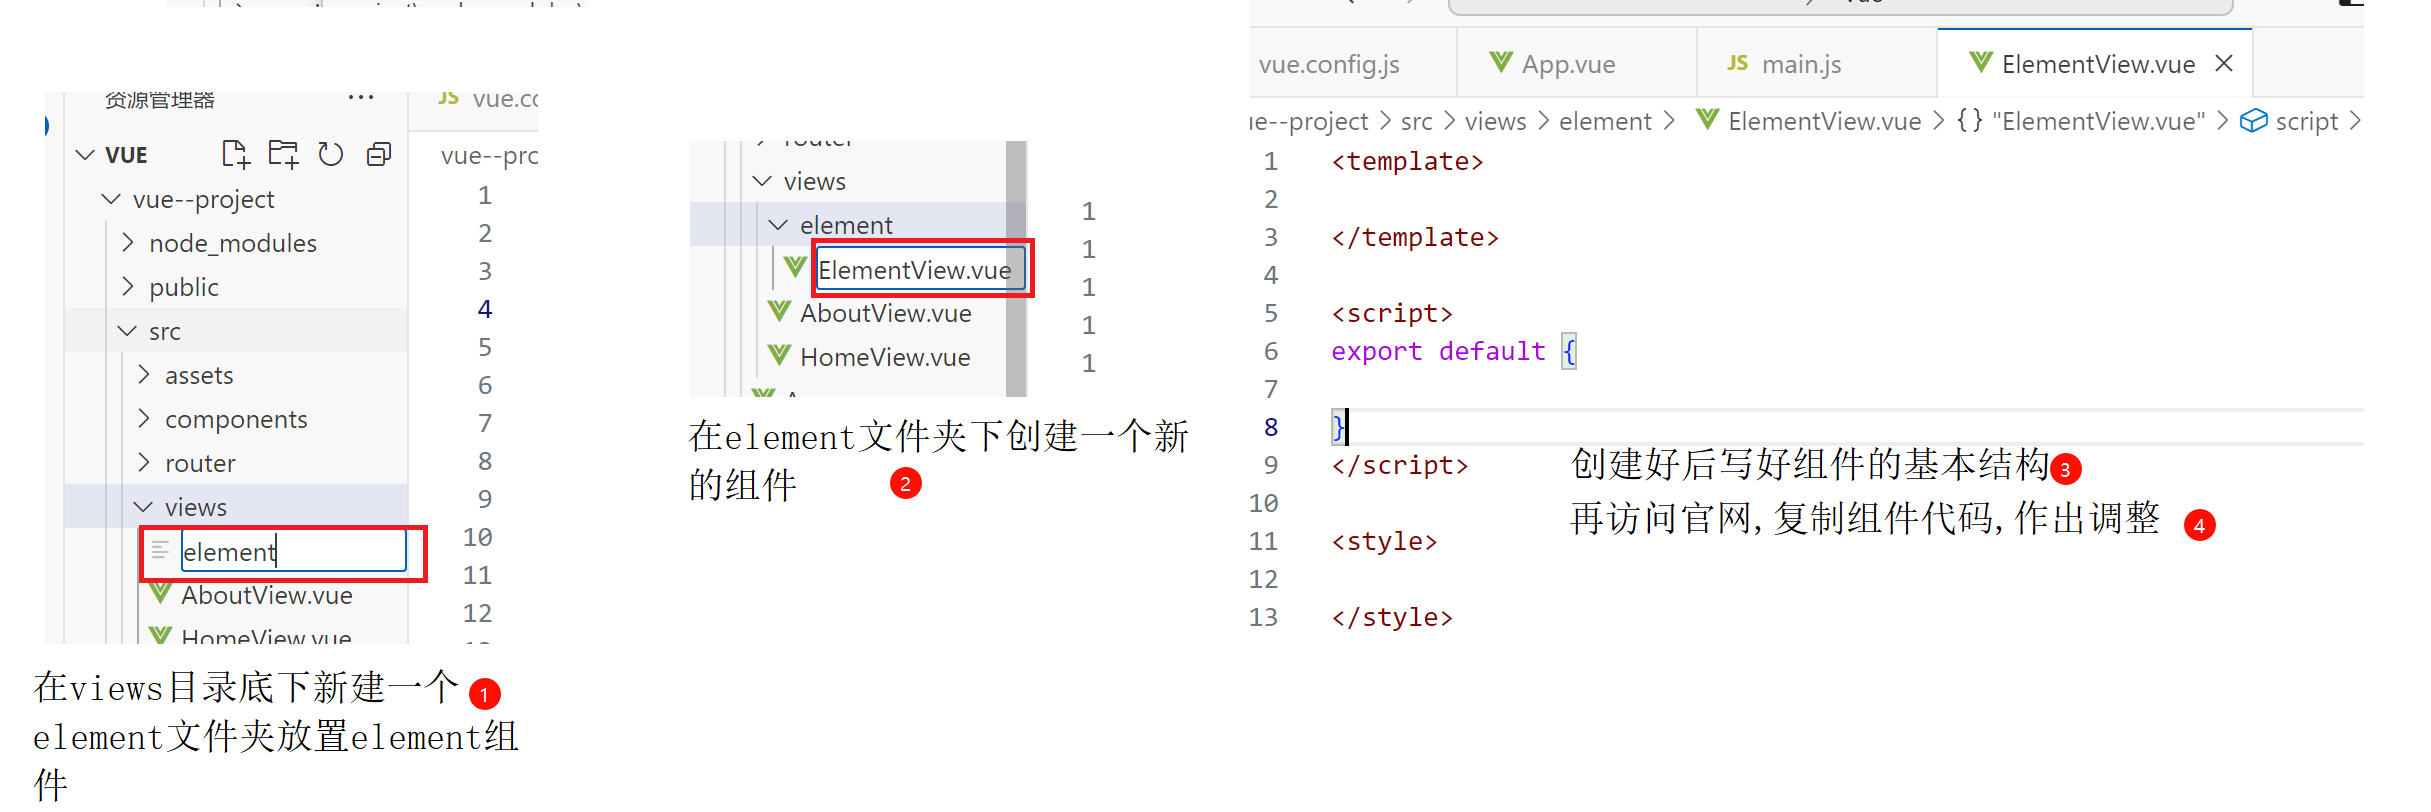 资源管理器
···
JS vue.co
VUE
vue--pro
vue--project
node_modules
public
src
assets
components
router
views
element
AboutView.vue
HomeView.vue
1
2
3
4
5
6
7
8
9
10
11
12
在views目录底下新建一个 1
element文件夹放置element组
件
router
views
element
ElementView.vue
AboutView.vue
HomeView.vue
1
1
1
1
1
在element文件夹下创建一个新
的组件 2
vue.config.js
App.vue
JS main.js
ElementView.vue
ue--project > src > views > element > ElementView.vue > {} "ElementView.vue" > script >
1 <template>
2
3 </template>
4
5 <script>
6 export default {
7
8 }
9 </script>
10
11 <style>
12
13 </style>
创建好后写好组件的基本结构 3
再访问官网,复制组件代码,作出调整 4